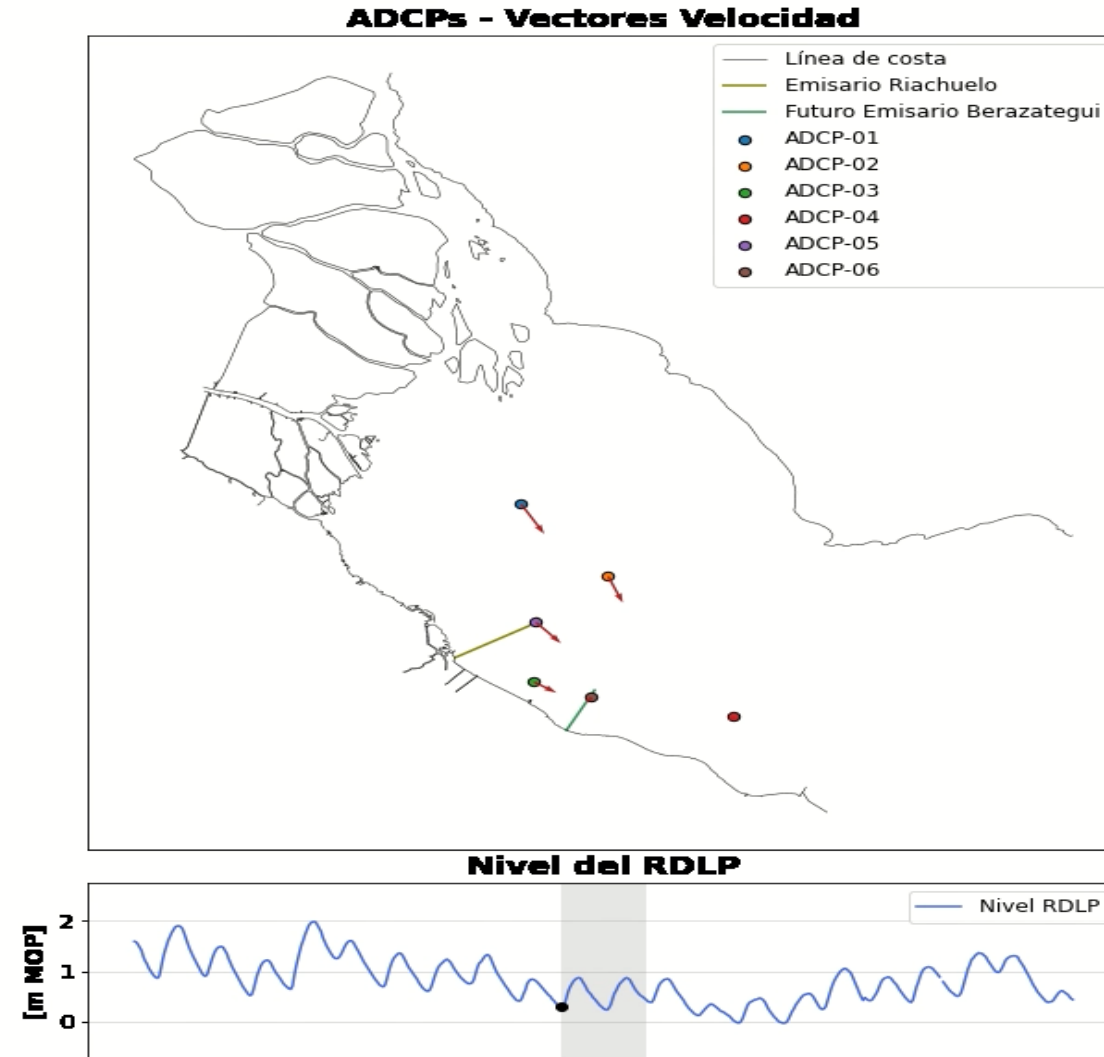 ADCPs - Vectores Velocidad
Línea de costa
Emisario Riachuelo
Futuro Emisario Berazategui
ADCP-01
ADCP-02
ADCP-03
ADCP-04
ADCP-05
ADCP-06
Nivel del RDLP
Nivel RDLP
[m MOP]
2
1
0